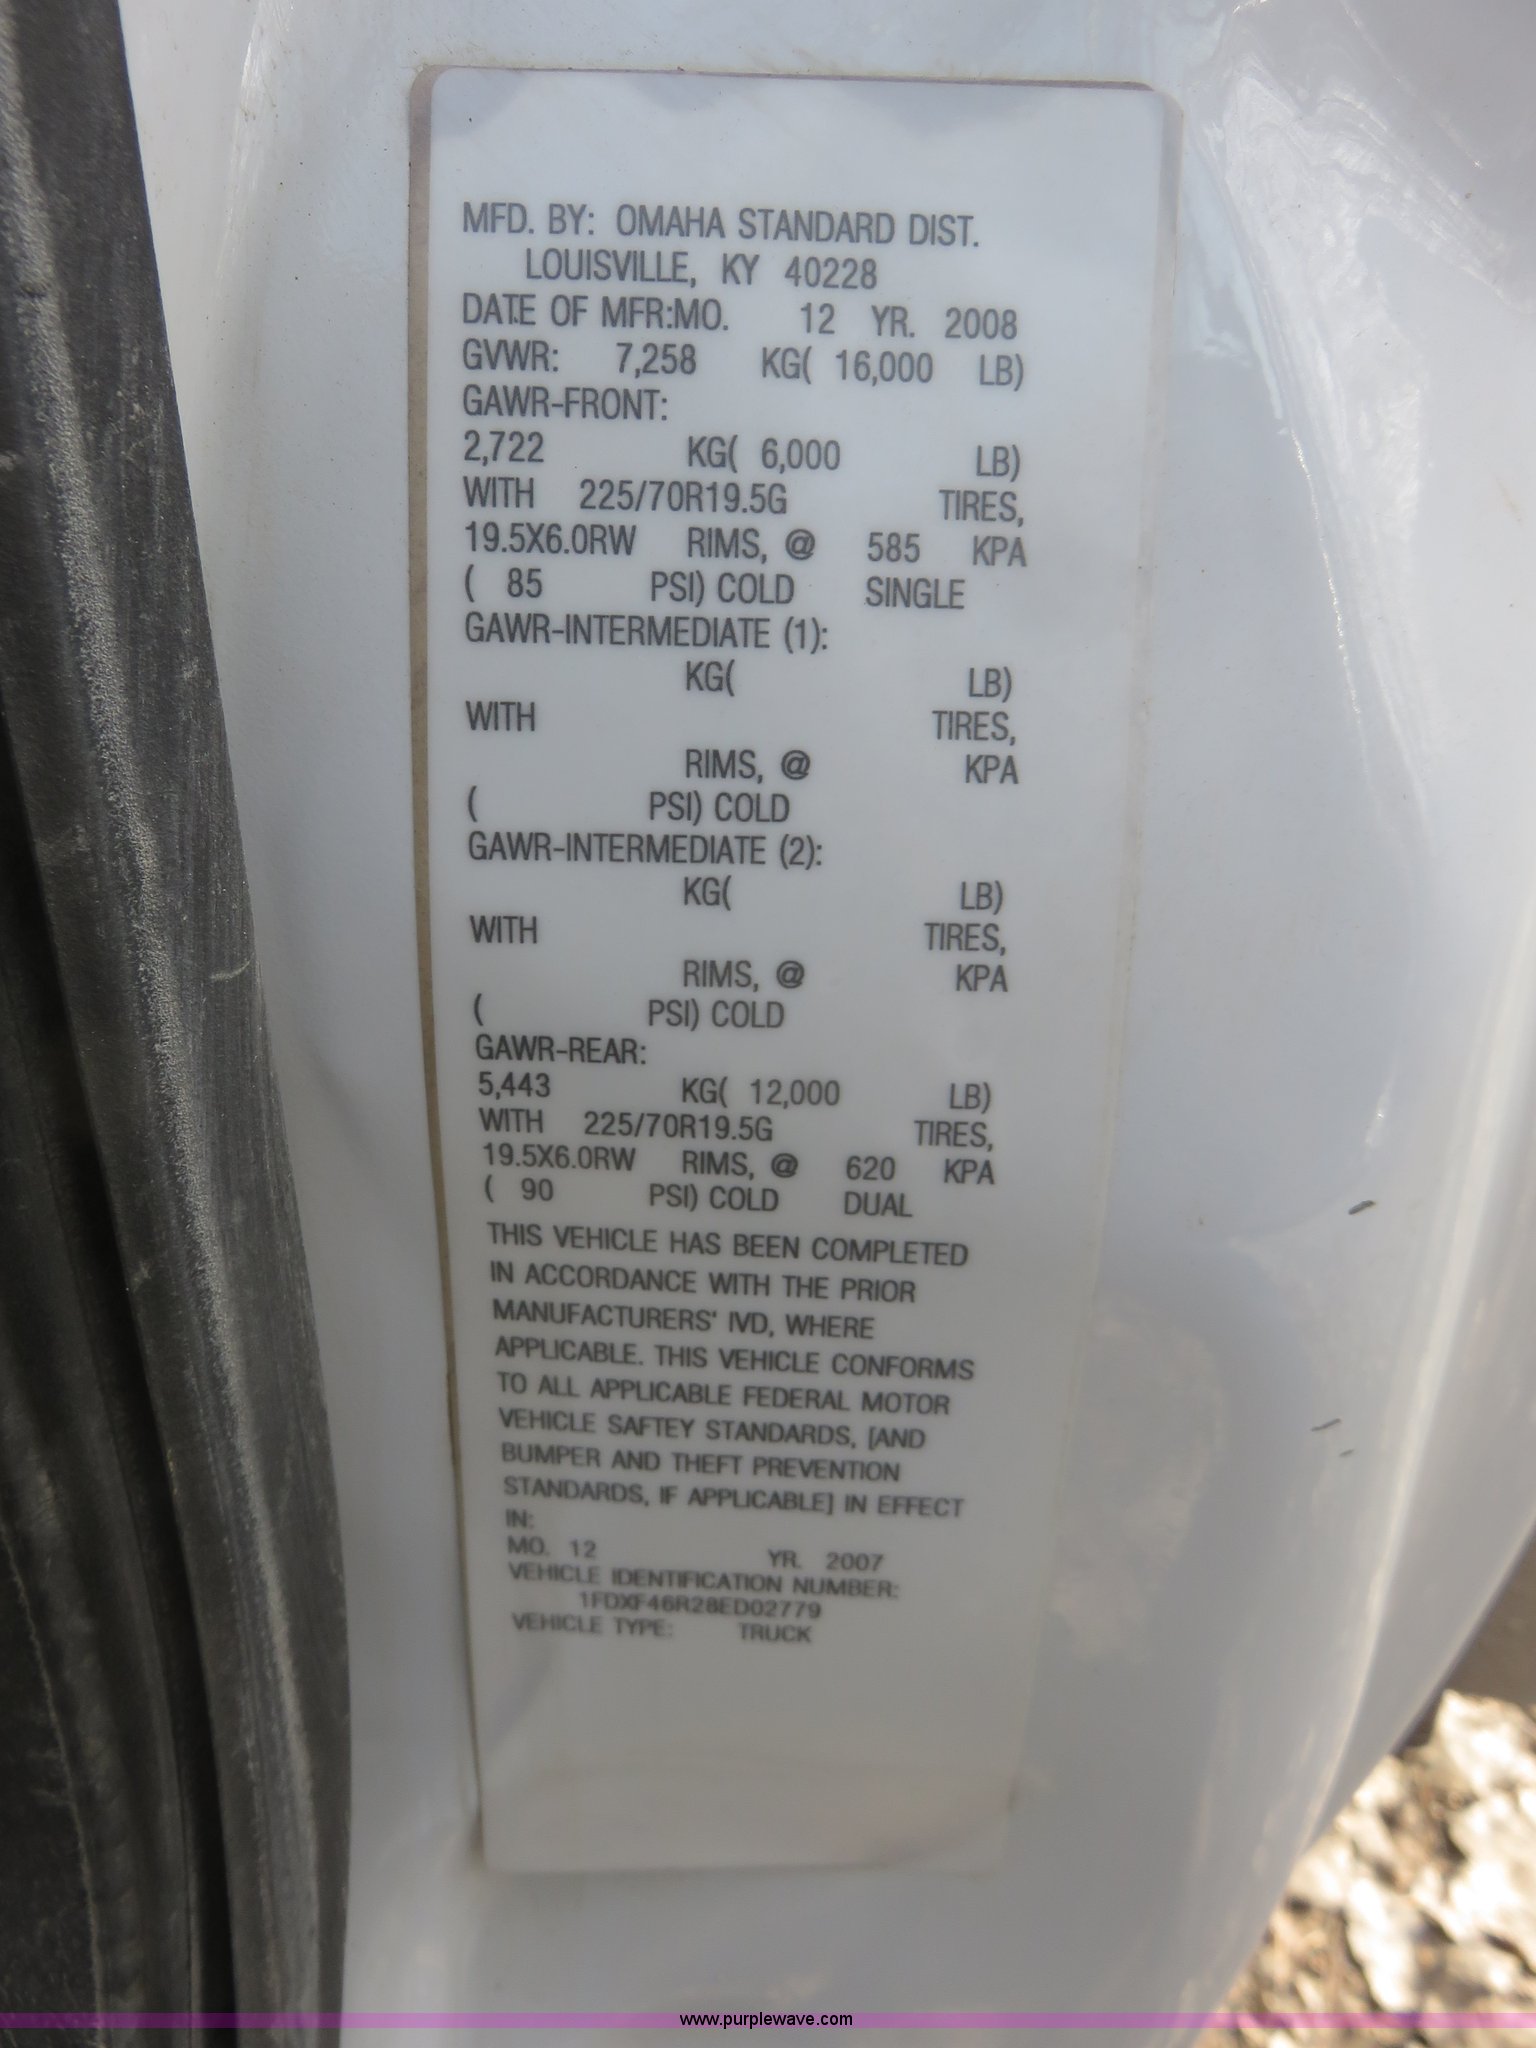 MFD. BY: OMAHA STANDARD DIST.
LOUISVILLE, KY 40228
DATE OF MFR:MO. 12 YR. 2008
GVWR: 7,258 KG( 16,000 LB)
GAWR-FRONT:
2,722 KG( 6,000 LB)
WITH 225/70R19.5G TIRES,
19.5X6.0RW RIMS, @ 585 KPA
( 85 PSI) COLD SINGLE
GAWR-INTERMEDIATE (1):
KG( LB)
WITH TIRES,
RIMS, @ KPA
( PSI) COLD
GAWR-INTERMEDIATE (2):
KG( LB)
WITH TIRES,
RIMS, @ KPA
( PSI) COLD
GAWR-REAR:
5,443 KG( 12,000 LB)
WITH 225/70R19.5G TIRES,
19.5X6.0RW RIMS, @ 620 KPA
( 90 PSI) COLD DUAL
THIS VEHICLE HAS BEEN COMPLETED
IN ACCORDANCE WITH THE PRIOR
MANUFACTURERS' IVD, WHERE
APPLICABLE. THIS VEHICLE CONFORMS
TO ALL APPLICABLE FEDERAL MOTOR
VEHICLE SAFTEY STANDARDS, [AND
BUMPER AND THEFT PREVENTION
STANDARDS, IF APPLICABLE] IN EFFECT
IN:
MO. 12 YR. 2007
VEHICLE IDENTIFICATION NUMBER:
1FDXF46R28ED02779
VEHICLE TYPE: TRUCK
www.purplewave.com